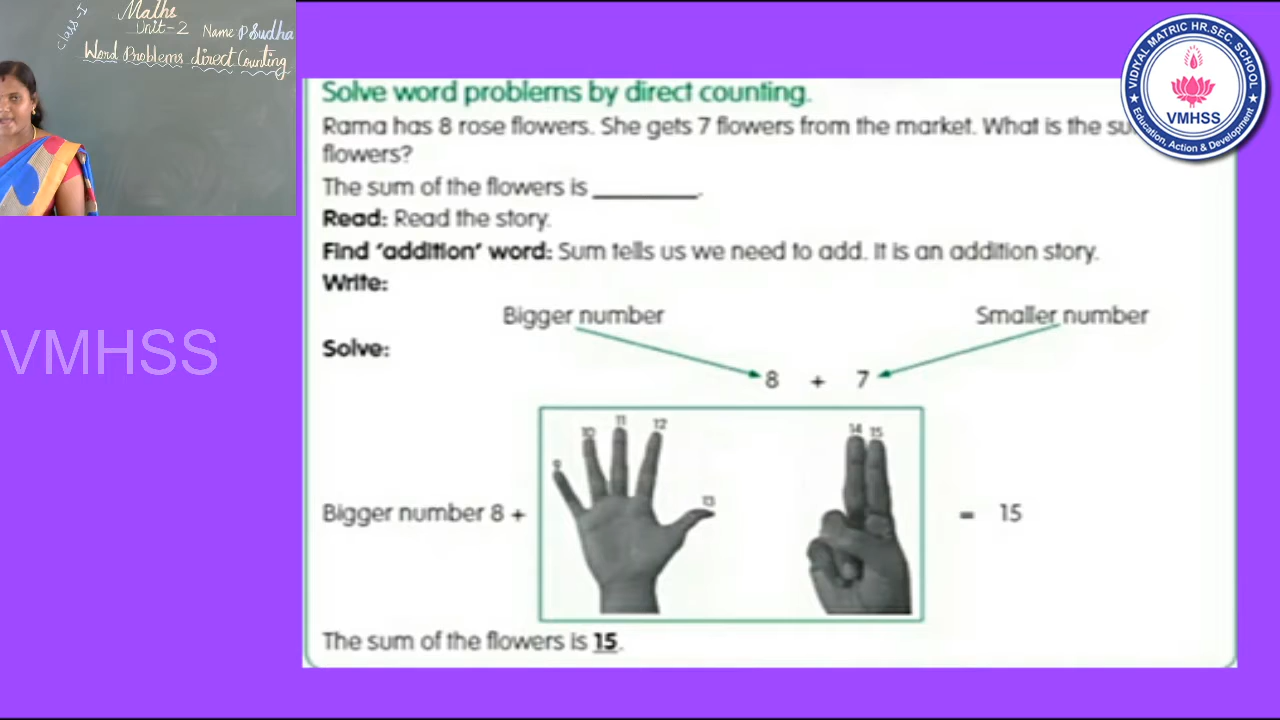 Class-I
Maths
Unit-2 Name P Sudha
Word Problems direct Counting
VIDNYAL MATRIC HR.SEC. SCHOOL
VMHSS
Education, Action & Development
Solve word problems by direct counting.
Rama has 8 rose flowers. She gets 7 flowers from the market. What is the
flowers?
The sum of the flowers is ________.
Read: Read the story.
Find 'addition' word: Sum tells us we need to add. It is an addition story.
Write:
Bigger number Smaller number
Solve:
8 + 7
9 10 11 12 13 14 15
Bigger number 8 + = 15
The sum of the flowers is 15.
VMHSS